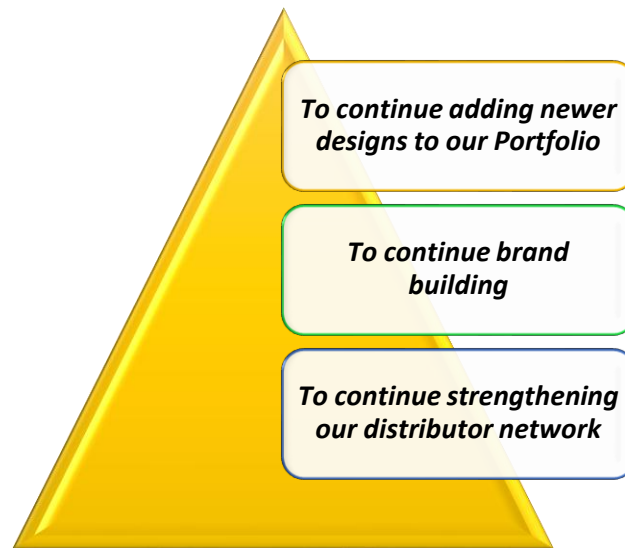 To continue adding newer
designs to our Portfolio
To continue brand
building
To continue strengthening
our distributor network